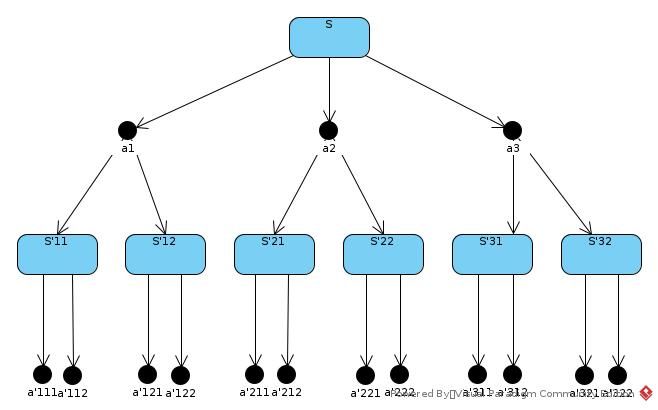 S
a1 a2 a3
S'11 S'12 S'21 S'22 S'31 S'32
a'111 a'112 a'121 a'122 a'211 a'212 a'221 a'222 a'311 a'312 a'321 a'322
Powered By Visual Paradigm Community Edition